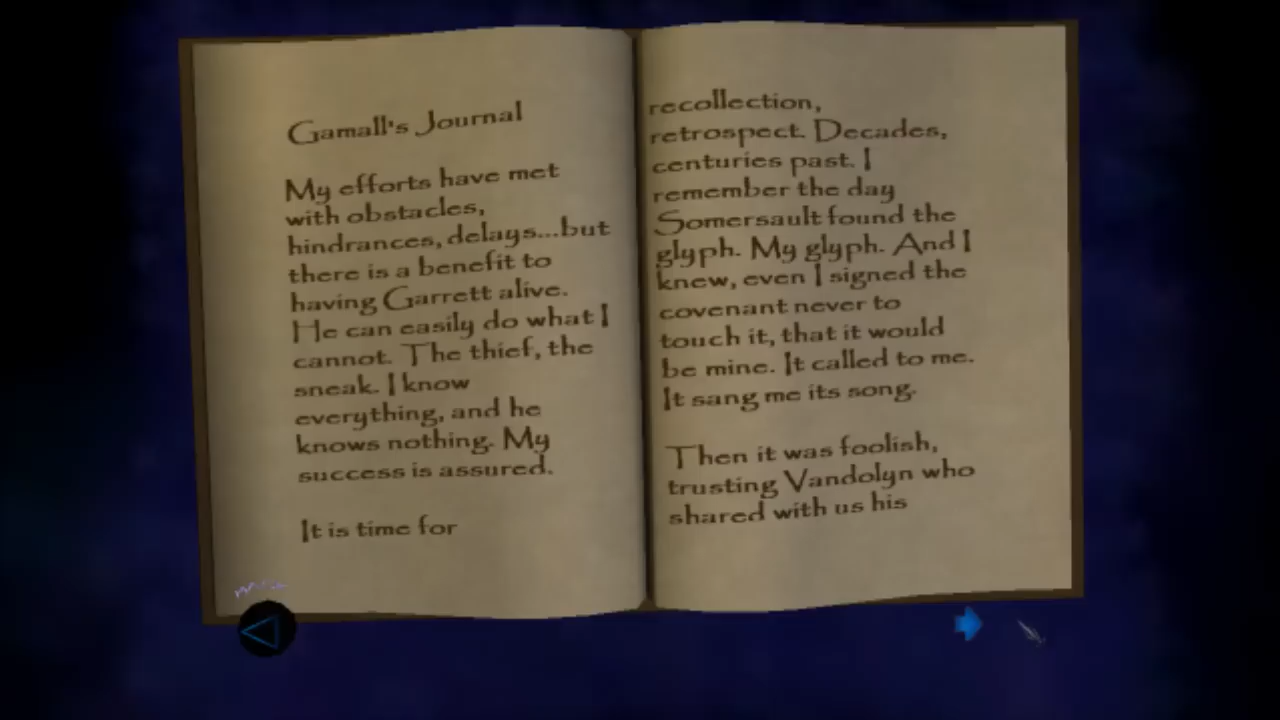 Gamall's Journal
My efforts have met
with obstacles,
hindrances, delays...but
there is a benefit to
having Garrett alive.
He can easily do what I
cannot. The thief, the
sneak. I know
everything, and he
knows nothing. My
success is assured.
It is time for
recollection,
retrospect. Decades,
centuries past. I
remember the day
Somersault found the
glyph. My glyph. And I
knew, even I signed the
covenant never to
touch it, that it would
be mine. It called to me.
It sang me its song.
Then it was foolish,
trusting Vandolyn who
shared with us his